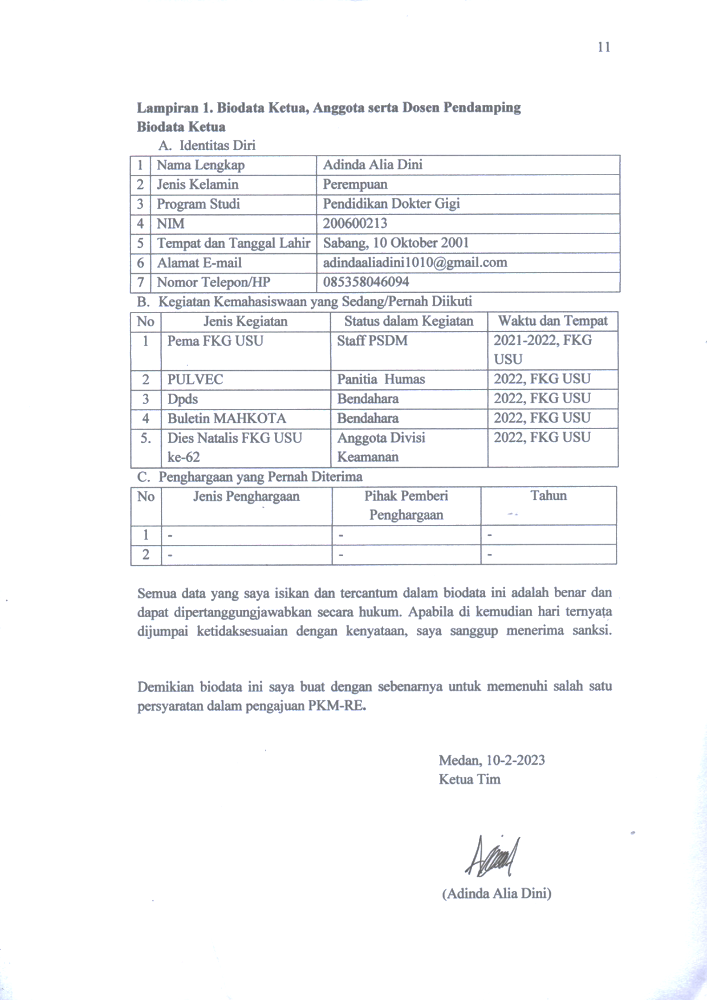 11
Lampiran 1. Biodata Ketua, Anggota serta Dosen Pendamping
Biodata Ketua
A. Identitas Diri
1 Nama Lengkap Adinda Alia Dini
2 Jenis Kelamin Perempuan
3 Program Studi Pendidikan Dokter Gigi
4 NIM 200600213
5 Tempat dan Tanggal Lahir Sabang, 10 Oktober 2001
6 Alamat E-mail adindaaliadini1010@gmail.com
7 Nomor Telepon/HP 085358046094
B. Kegiatan Kemahasiswaan yang Sedang/Pernah Diikuti
No Jenis Kegiatan Status dalam Kegiatan Waktu dan Tempat
1 Pema FKG USU Staff PSDM 2021-2022, FKG
USU
2 PULVEC Panitia Humas 2022, FKG USU
3 Dpds Bendahara 2022, FKG USU
4 Buletin MAHKOTA Bendahara 2022, FKG USU
5. Dies Natalis FKG USU Anggota Divisi 2022, FKG USU
ke-62 Keamanan
C. Penghargaan yang Pernah Diterima
No Jenis Penghargaan Pihak Pemberi Tahun
Penghargaan
1 - - -
2 - - -
Semua data yang saya isikan dan tercantum dalam biodata ini adalah benar dan
dapat dipertanggungjawabkan secara hukum. Apabila di kemudian hari ternyata
dijumpai ketidaksesuaian dengan kenyataan, saya sanggup menerima sanksi.
Demikian biodata ini saya buat dengan sebenarnya untuk memenuhi salah satu
persyaratan dalam pengajuan PKM-RE.
Medan, 10-2-2023
Ketua Tim
(Adinda Alia Dini)